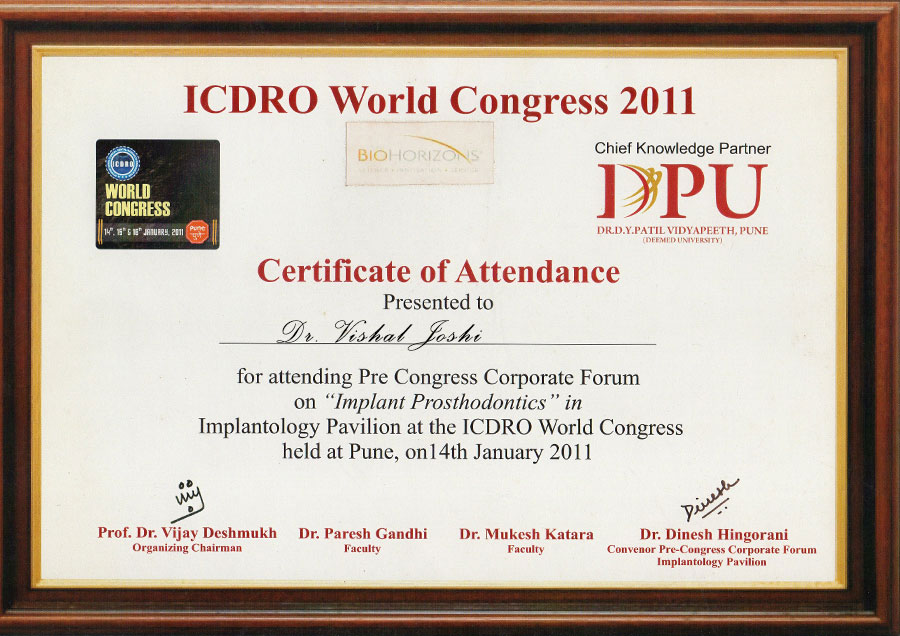 ICDRO World Congress 2011
BIOHORIZONS®
SCIENCE • INNOVATION • SERVICE
ICDRO
WORLD
CONGRESS
14th, 15th & 16th JANUARY, 2011
Pune
Chief Knowledge Partner
DPU
DR.D.Y.PATIL VIDYAPEETH, PUNE
(DEEMED UNIVERSITY)
Certificate of Attendance
Presented to
Dr. Vishal Joshi
for attending Pre Congress Corporate Forum
on “Implant Prosthodontics” in
Implantology Pavilion at the ICDRO World Congress
held at Pune, on14th January 2011
Dinesh
Prof. Dr. Vijay Deshmukh
Organizing Chairman
Dr. Paresh Gandhi
Faculty
Dr. Mukesh Katara
Faculty
Dr. Dinesh Hingorani
Convenor Pre-Congress Corporate Forum
Implantology Pavilion